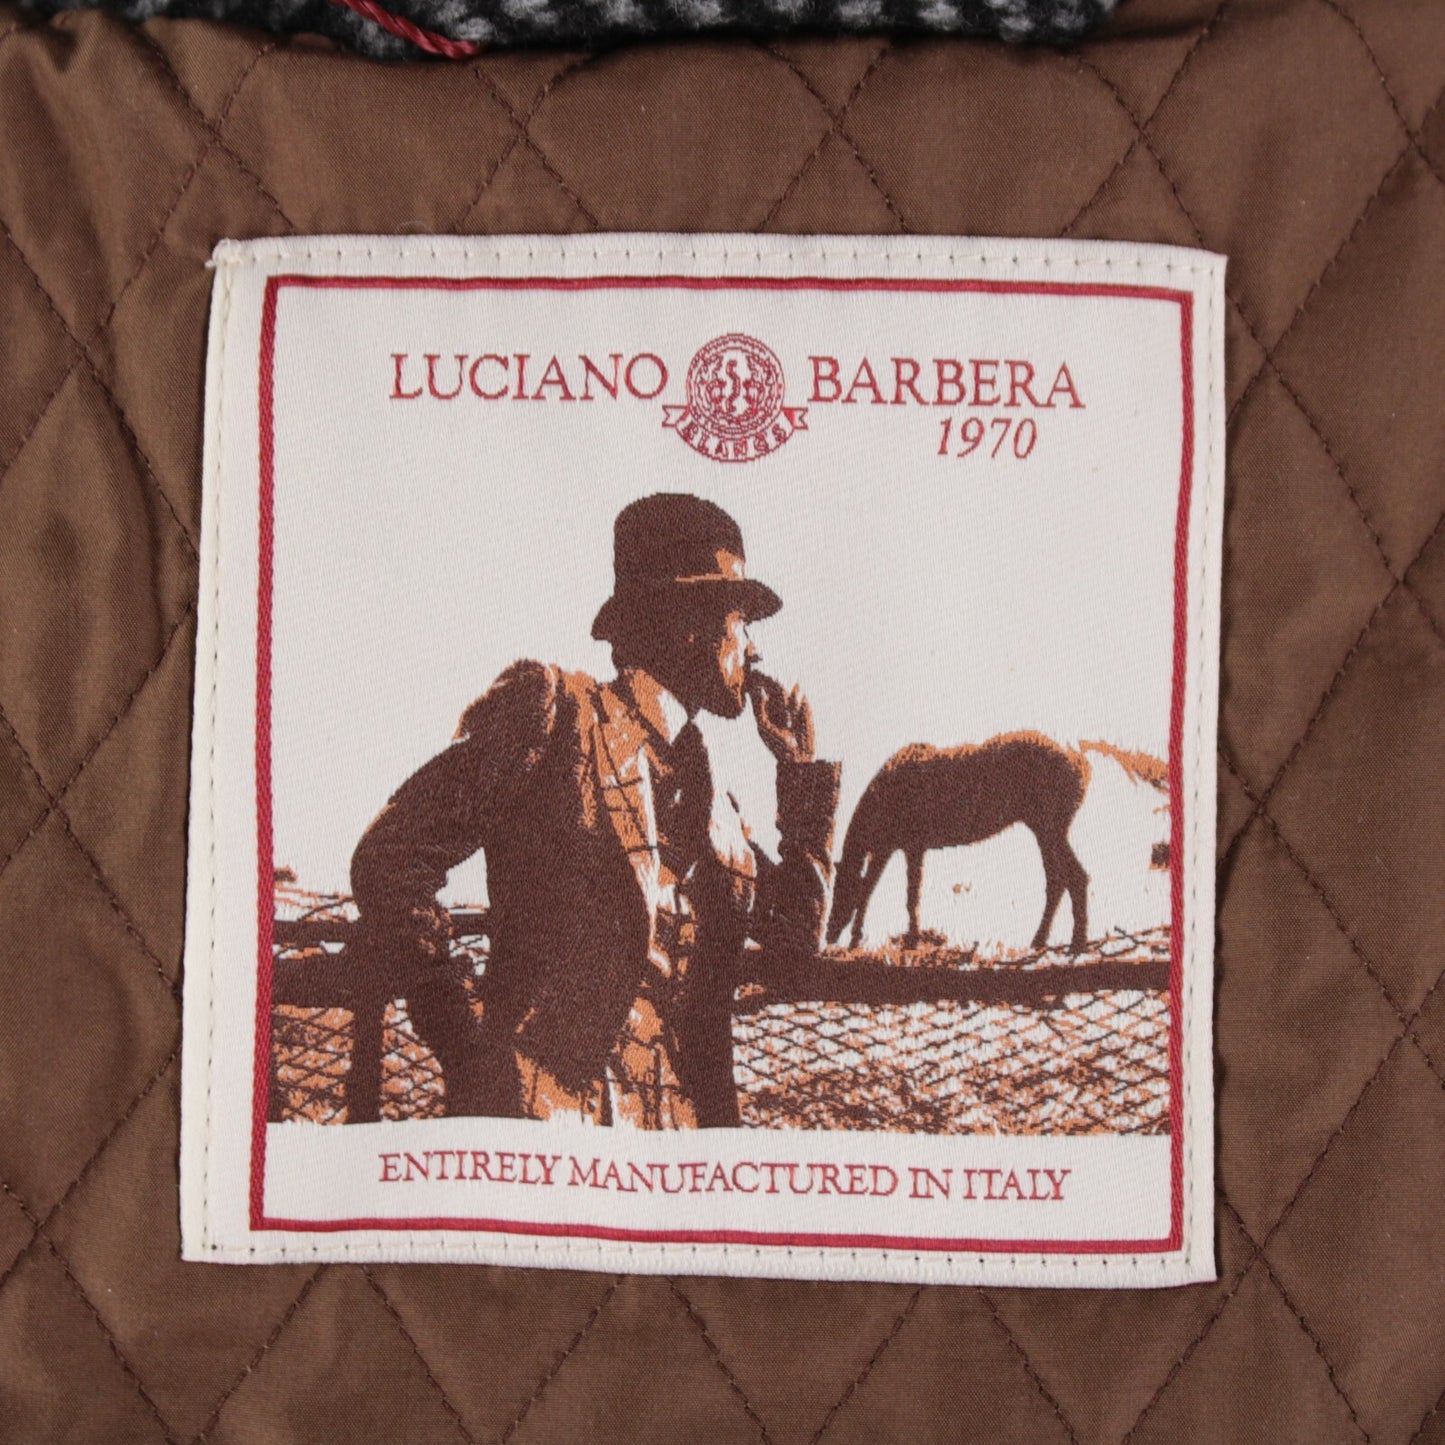 LUCIANO BARBERA
1970
ENTIRELY MANUFACTURED IN ITALY